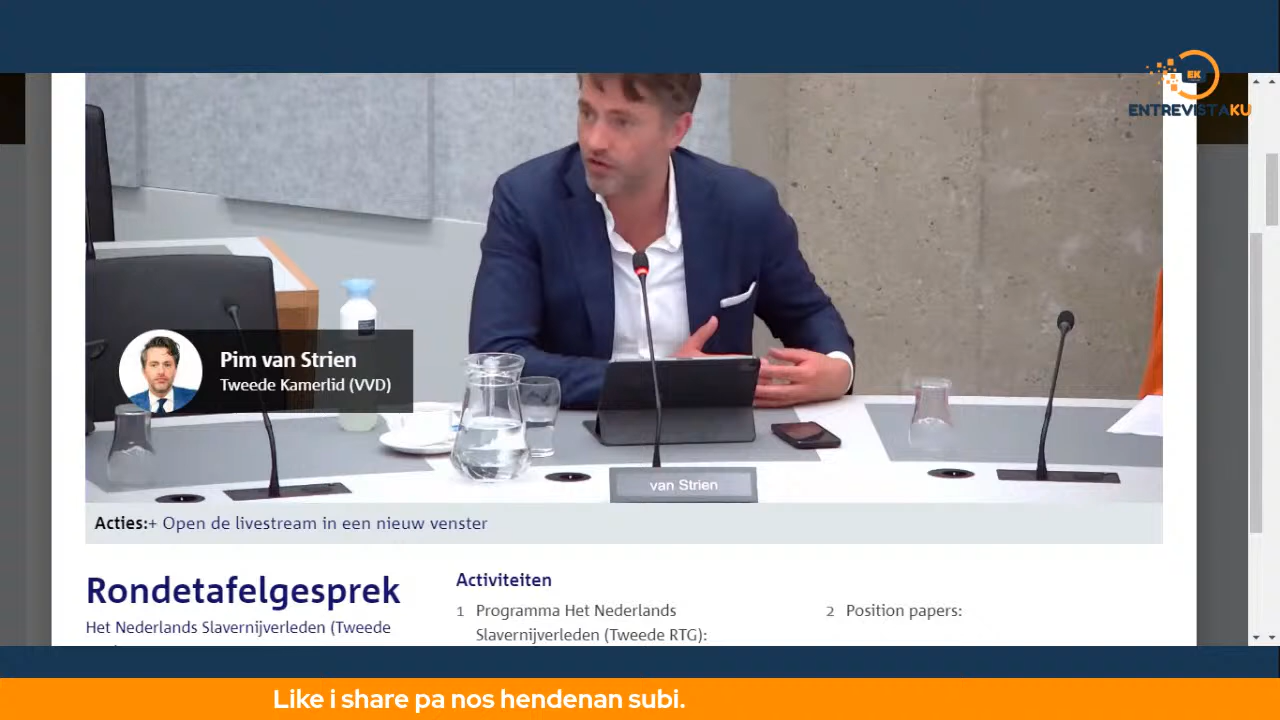 EK
ENTREVISTAKU
Pim van Strien
Tweede Kamerlid (VVD)
van Strien
Acties:+ Open de livestream in een nieuw venster
Rondetafelgesprek
Het Nederlands Slavernijverleden (Tweede
Activiteiten
1 Programma Het Nederlands
Slavernijverleden (Tweede RTG):
2 Position papers:
Like i share pa nos hendenan subi.